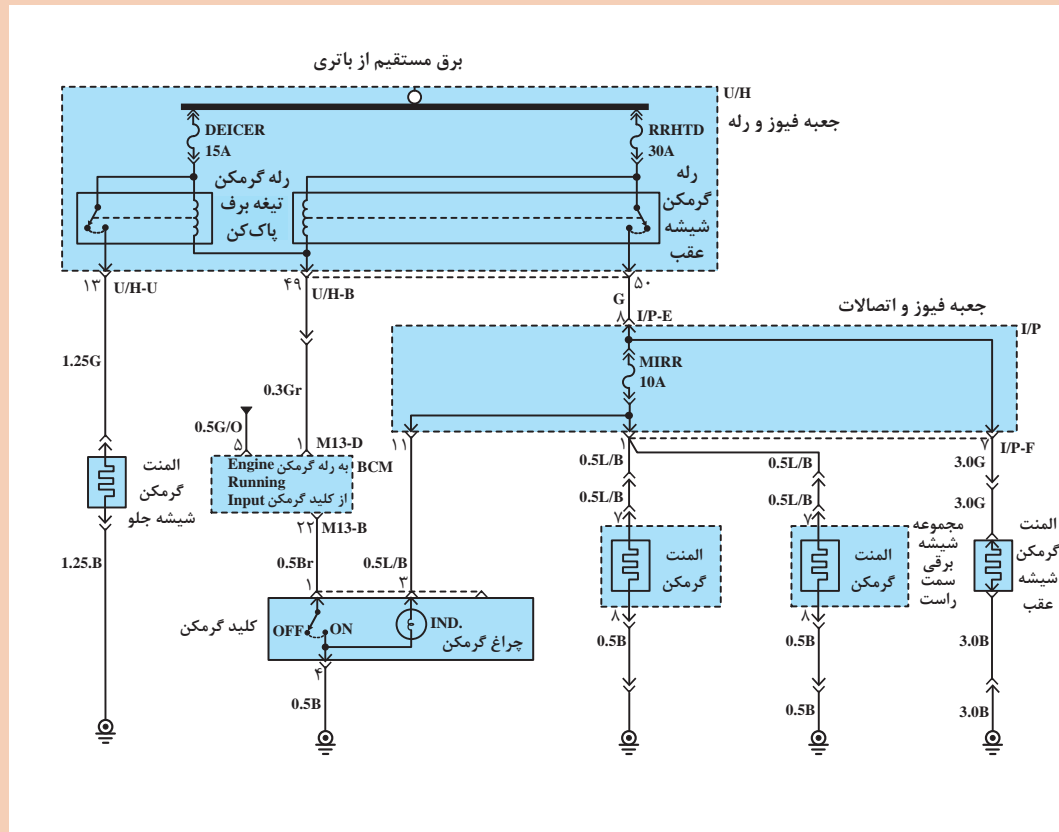 برق مستقیم از باتری
U/H
جعبه فیوز و رله
DEICER
15A
RRHTD
30A
رله گرمکن
تیغه برف
پاک‌کن
رله
گرمکن
شیشه
عقب
۱۳
U/H-U
۴۹
U/H-B
۵۰
G
۸
I/P-E
جعبه فیوز و اتصالات
I/P
MIRR
10A
1.25G
0.3Gr
0.5G/O
۵
۱
M13-D
۱۱
۱
۷
I/P-F
BCM
به رله گرمکن Engine
Running
از کلید گرمکن Input
۲۲
M13-B
المنت
گرمکن
شیشه جلو
0.5L/B
0.5L/B
3.0G
0.5L/B
0.5L/B
3.0G
۷
۷
المنت
گرمکن
المنت
گرمکن
مجموعه
شیشه
برقی
سمت
راست
المنت
گرمکن
شیشه
عقب
1.25.B
0.5Br
0.5L/B
۱
۳
کلید گرمکن
OFF
ON
IND.
چراغ گرمکن
۴
0.5B
۸
۸
0.5B
0.5B
3.0B
0.5B
3.0B